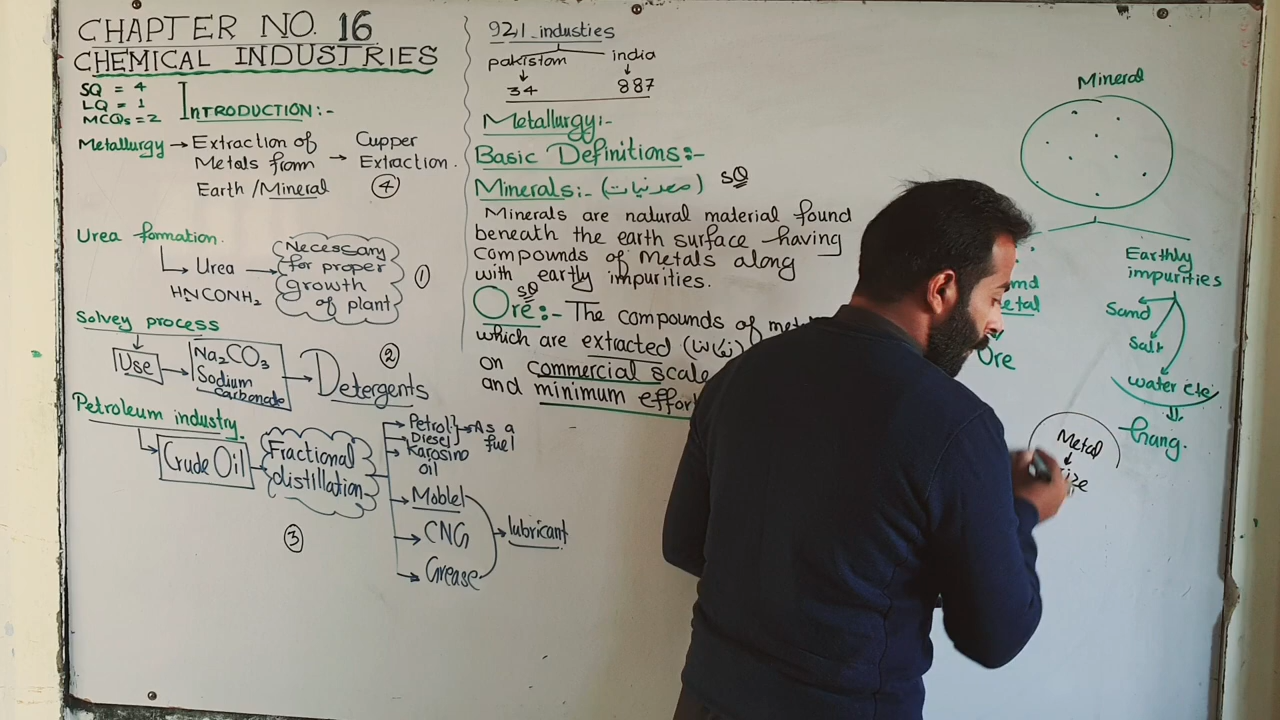 CHAPTER NO. 16
CHEMICAL INDUSTRIES
SQ = 4
LQ = 1
MCQs = 2
INTRODUCTION:-
Metallurgy → Extraction of
Metals from
Earth /Mineral
→ Cupper
Extraction.
④
Urea formation.
Urea →
HN2CONH2
Necessary
for proper
growth
of plant
①
Solvey process
Use → Na2CO3
Sodium
carbonate
→ Detergents
②
Petroleum industry.
Crude Oil
Fractional
distillation
③
Petrol
Diesel
Karosino
oil
→ As a
fuel
Moblel
CNG
Grease
→ lubricant
921 industies
pakistan
↓
34
india
↓
887
Metallurgy:-
Basic Definitions:-
Minerals:- (معدنیات) SQ
Minerals are natural material found
beneath the earth surface having
compounds of Metals along
with eartly impurities.
SQ
Ore:- The compounds of
which are extracted
on commercial scale
and minimum effort
Mineral
Ore
Earthly
impurities
Sand
Salt
water etc
⇓
Gang.
Metal
↓